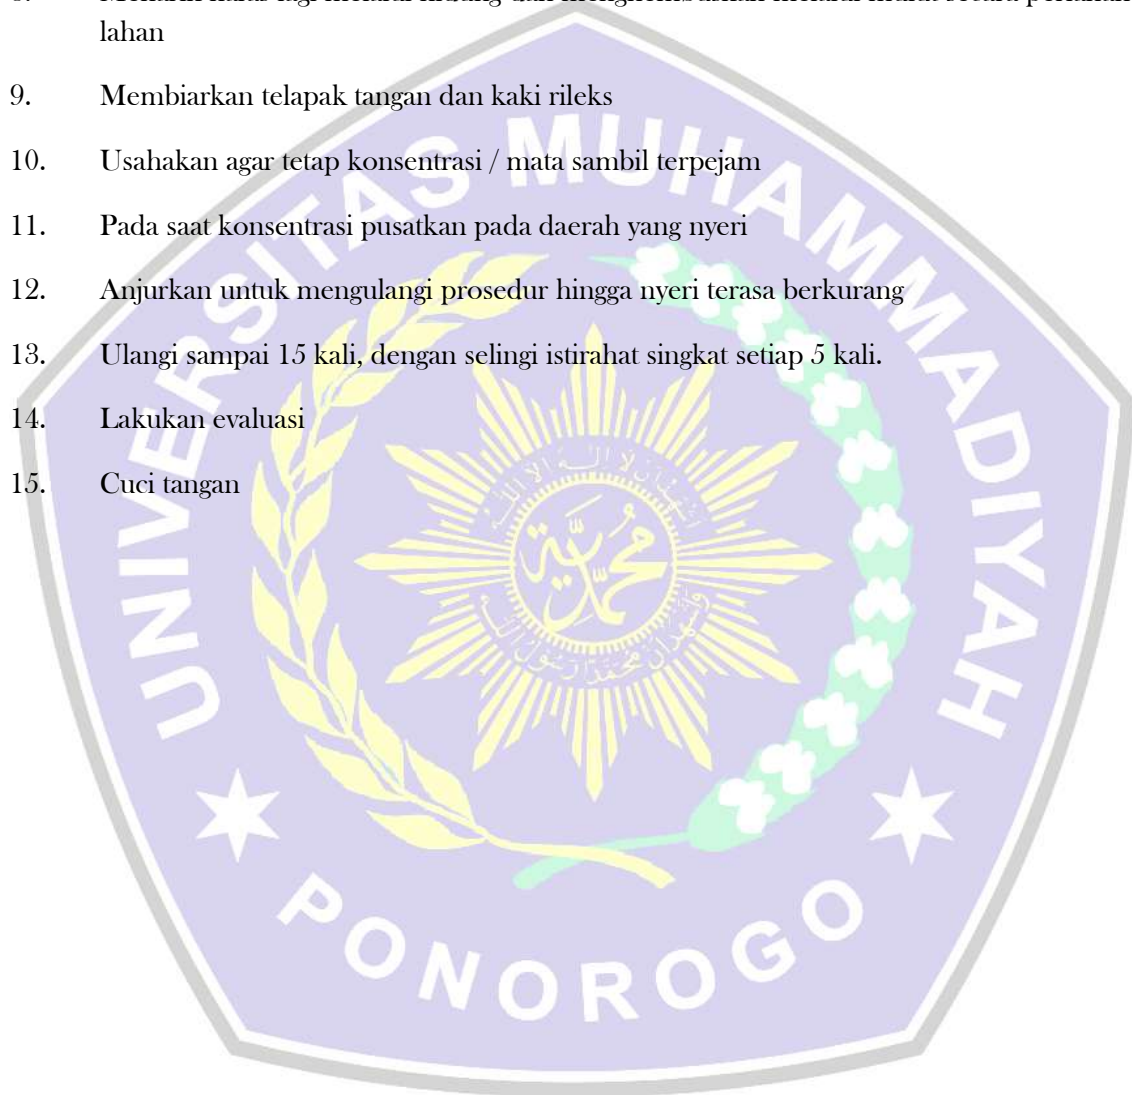 lahan
9. Membiarkan telapak tangan dan kaki rileks
10. Usahakan agar tetap konsentrasi / mata sambil terpejam
11. Pada saat konsentrasi pusatkan pada daerah yang nyeri
12. Anjurkan untuk mengulangi prosedur hingga nyeri terasa berkurang
13. Ulangi sampai 15 kali, dengan selingi istirahat singkat setiap 5 kali.
14. Lakukan evaluasi
15. Cuci tangan
UNIVERSITAS MUHAMMADIYAH
محمدية
PONOROGO